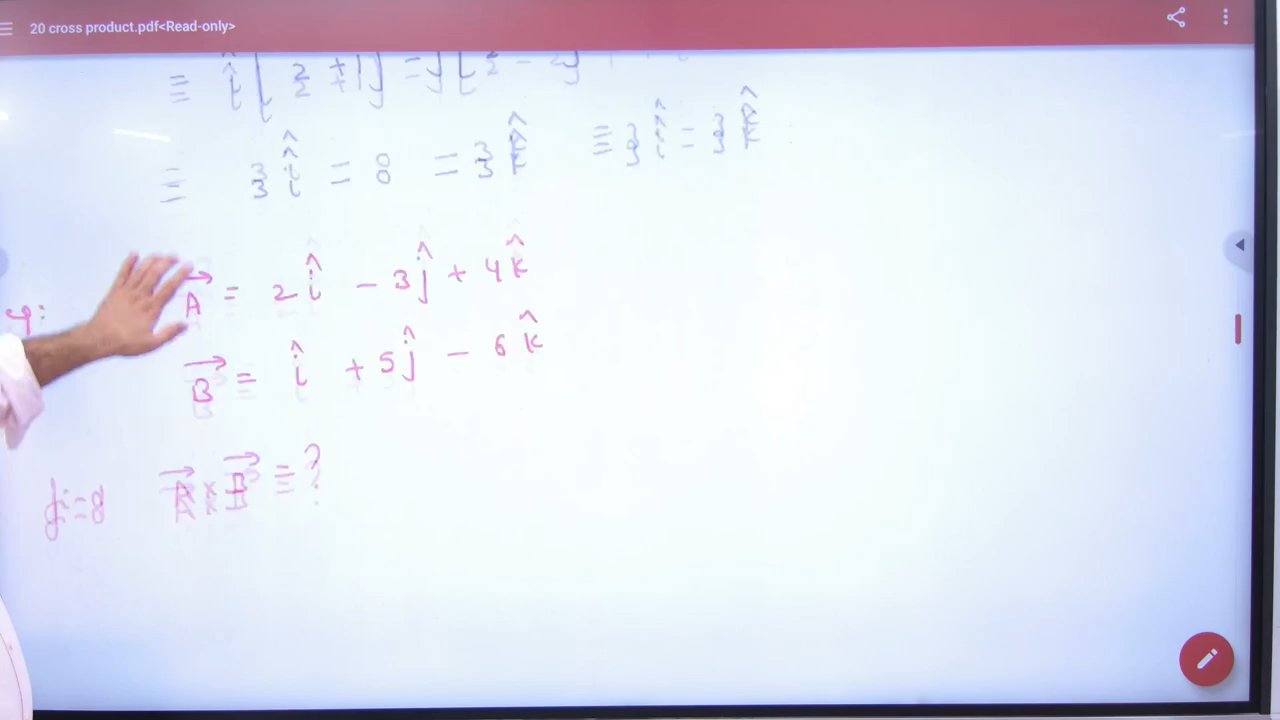 20 cross product.pdf<Read-only>
3î - 0 - 3k̂ = 3î - 3k̂
A⃗ = 2î - 3ĵ + 4k̂
B⃗ = î + 5ĵ - 6k̂
A⃗ × B⃗ = ?